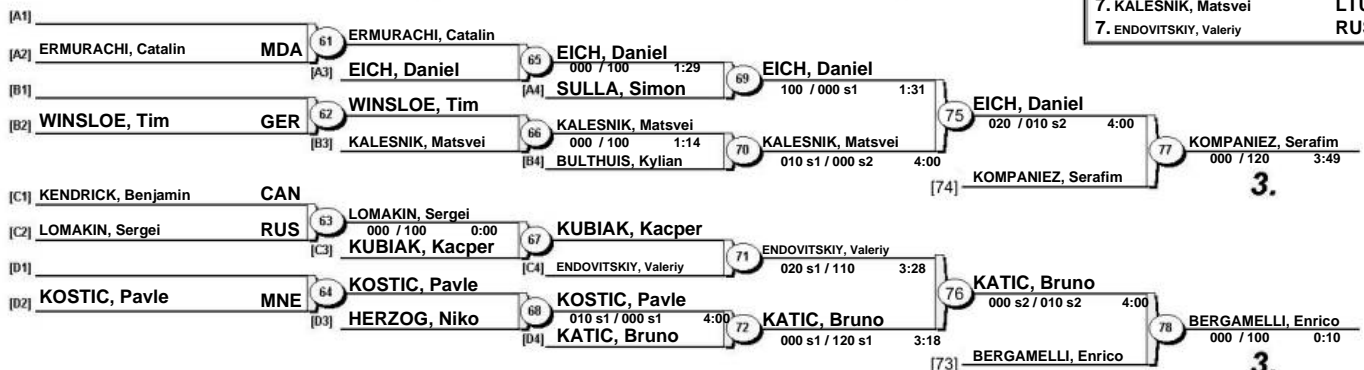 7. KALESNIK, Matsvei LTU
7. ENDOVITSKIY, Valeriy RUS
[A1]
[A2] ERMURACHI, Catalin MDA
61
ERMURACHI, Catalin
[A3] EICH, Daniel
65
EICH, Daniel
000 / 100 1:29
[A4] SULLA, Simon
69
EICH, Daniel
100 / 000 s1 1:31
[B1]
[B2] WINSLOE, Tim GER
62
WINSLOE, Tim
[B3] KALESNIK, Matsvei
66
KALESNIK, Matsvei
000 / 100 1:14
[B4] BULTHUIS, Kylian
70
KALESNIK, Matsvei
010 s1 / 000 s2 4:00
75
EICH, Daniel
020 / 010 s2 4:00
[74] KOMPANIEZ, Serafim
77
KOMPANIEZ, Serafim
000 / 120 3:49
3.
[C1] KENDRICK, Benjamin CAN
[C2] LOMAKIN, Sergei RUS
63
LOMAKIN, Sergei
000 / 100 0:00
[C3] KUBIAK, Kacper
67
KUBIAK, Kacper
[C4] ENDOVITSKIY, Valeriy
71
ENDOVITSKIY, Valeriy
020 s1 / 110 3:28
[D1]
[D2] KOSTIC, Pavle MNE
64
KOSTIC, Pavle
[D3] HERZOG, Niko
68
KOSTIC, Pavle
010 s1 / 000 s1 4:00
[D4] KATIC, Bruno
72
KATIC, Bruno
000 s1 / 120 s1 3:18
76
KATIC, Bruno
000 s2 / 010 s2 4:00
[73] BERGAMELLI, Enrico
78
BERGAMELLI, Enrico
000 / 100 0:10
3.